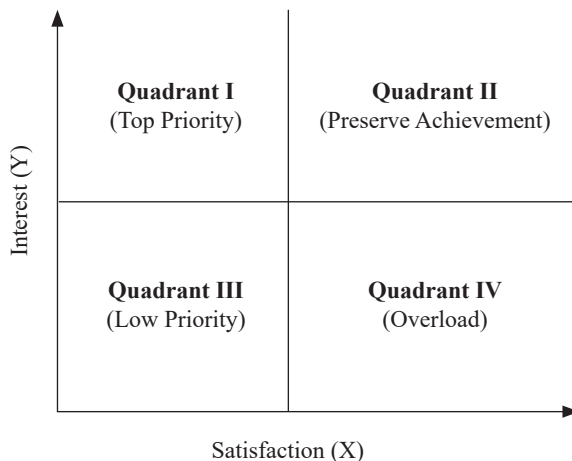 Quadrant I
(Top Priority)
Quadrant II
(Preserve Achievement)
Interest (Y)
Quadrant III
(Low Priority)
Quadrant IV
(Overload)
Satisfaction (X)